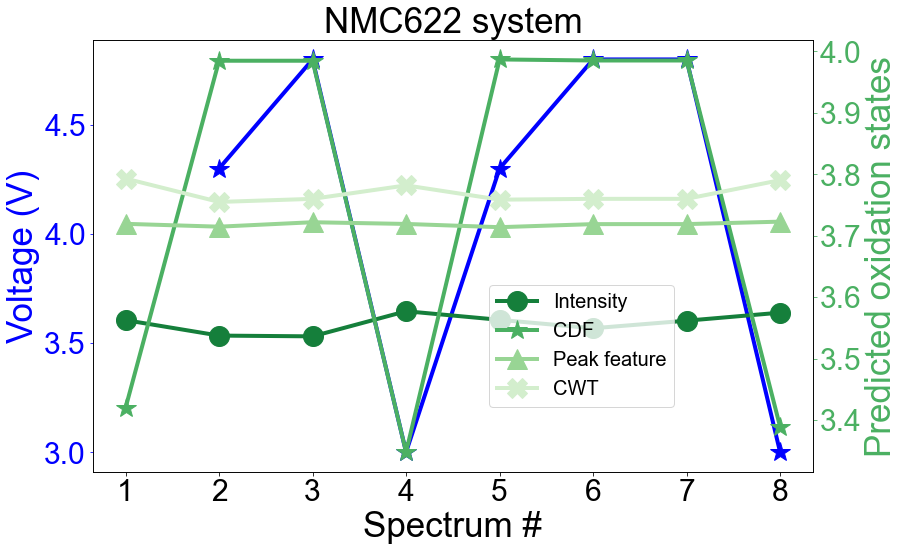 NMC622 system
Voltage (V)
4.5
4.0
3.5
3.0
4.0
3.9
3.8
3.7
3.6
3.5
3.4
Predicted oxidation states
Intensity
CDF
Peak feature
CWT
1 2 3 4 5 6 7 8
Spectrum #